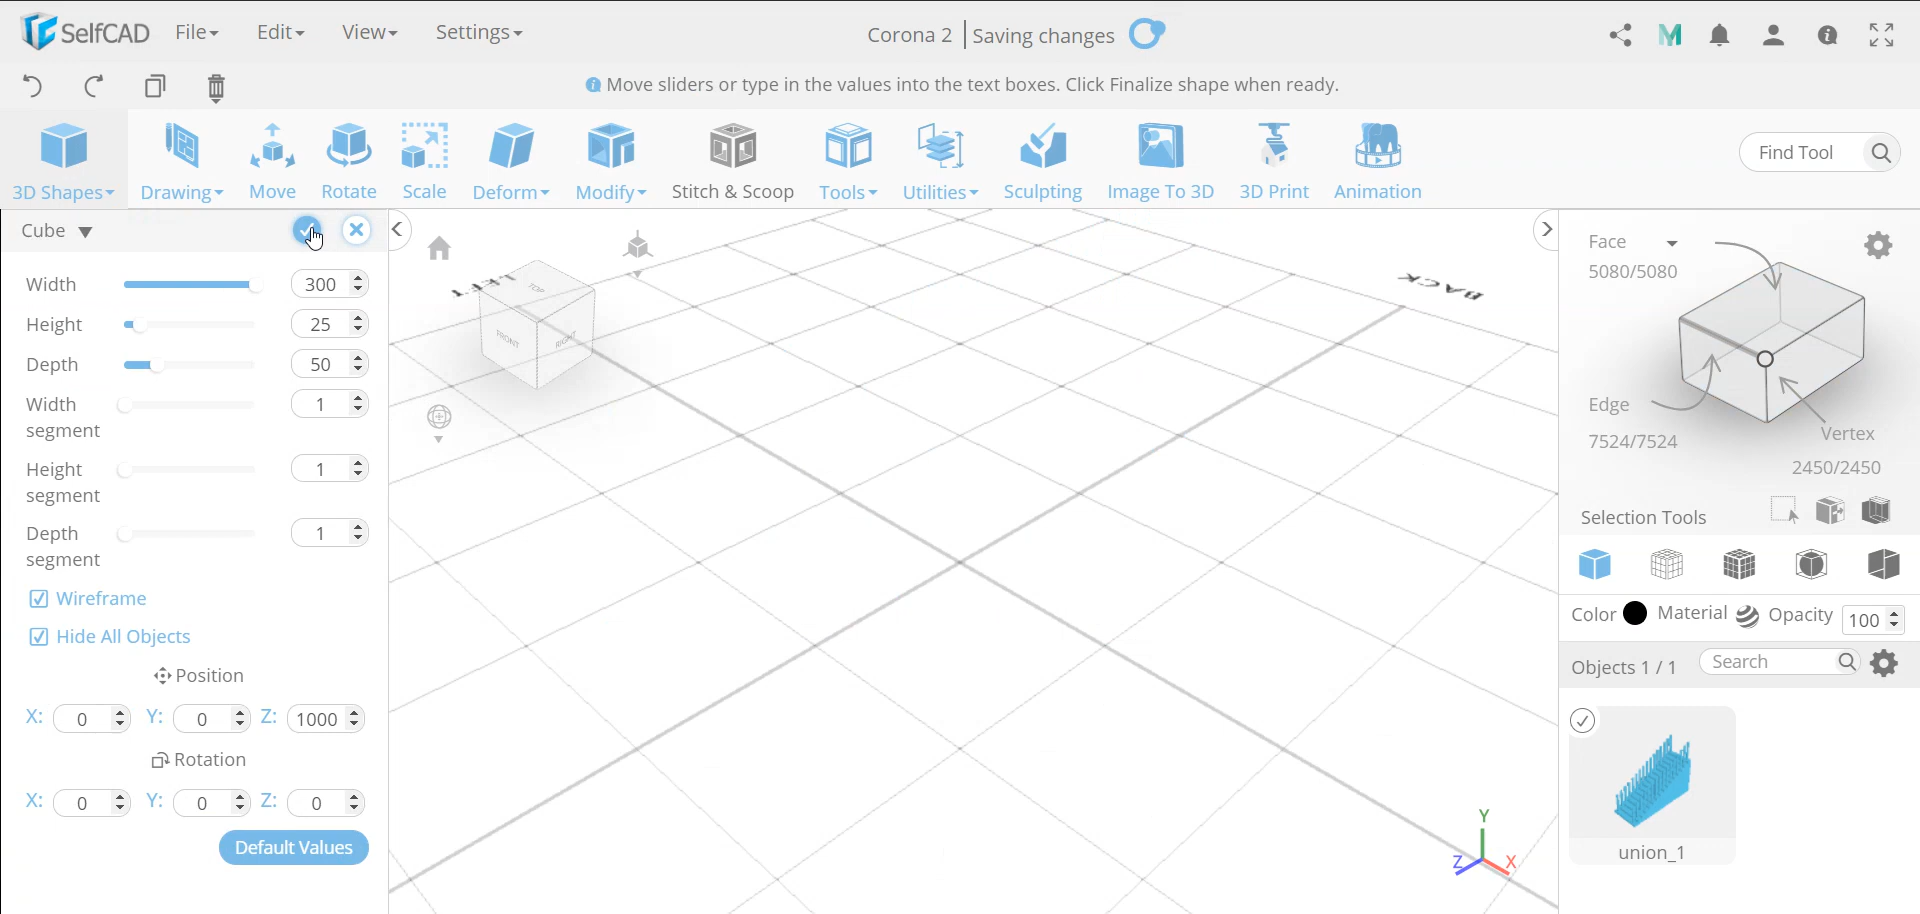 SelfCAD File Edit View Settings Corona 2 Saving changes
Move sliders or type in the values into the text boxes. Click Finalize shape when ready.
3D Shapes Drawing Move Rotate Scale Deform Modify Stitch & Scoop Tools Utilities Sculpting Image To 3D 3D Print Animation Find Tool
Cube
Width 300
Height 25
Depth 50
Width segment 1
Height segment 1
Depth segment 1
Wireframe
Hide All Objects
Position
X: 0 Y: 0 Z: 1000
Rotation
X: 0 Y: 0 Z: 0
Default Values
LEFT
BACK
TOP
FRONT RIGHT
Y
Z X
Face
5080/5080
Edge
7524/7524
Vertex
2450/2450
Selection Tools
Color Material Opacity 100
Objects 1 / 1 Search
union_1